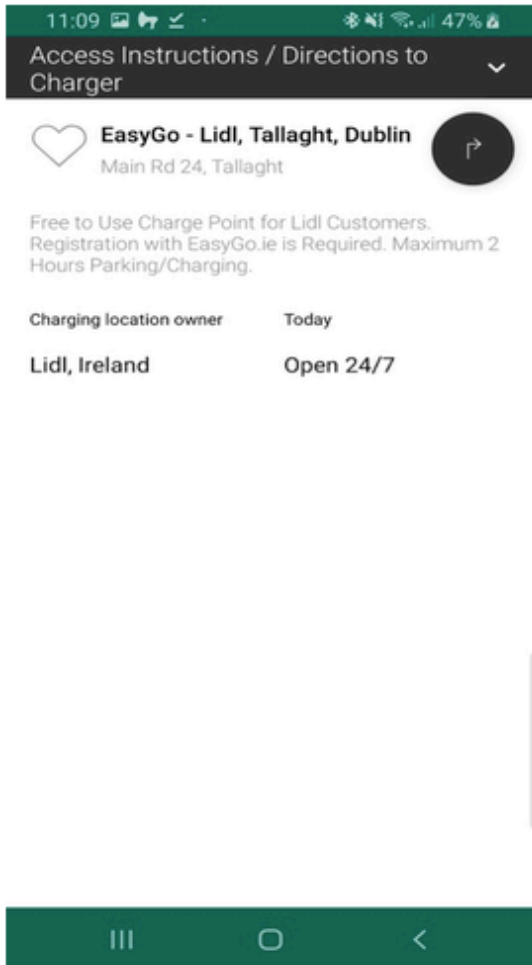 11:09 47%
Access Instructions / Directions to
Charger
EasyGo - Lidl, Tallaght, Dublin
Main Rd 24, Tallaght
Free to Use Charge Point for Lidl Customers.
Registration with EasyGo.ie is Required. Maximum 2
Hours Parking/Charging.
Charging location owner Today
Lidl, Ireland Open 24/7